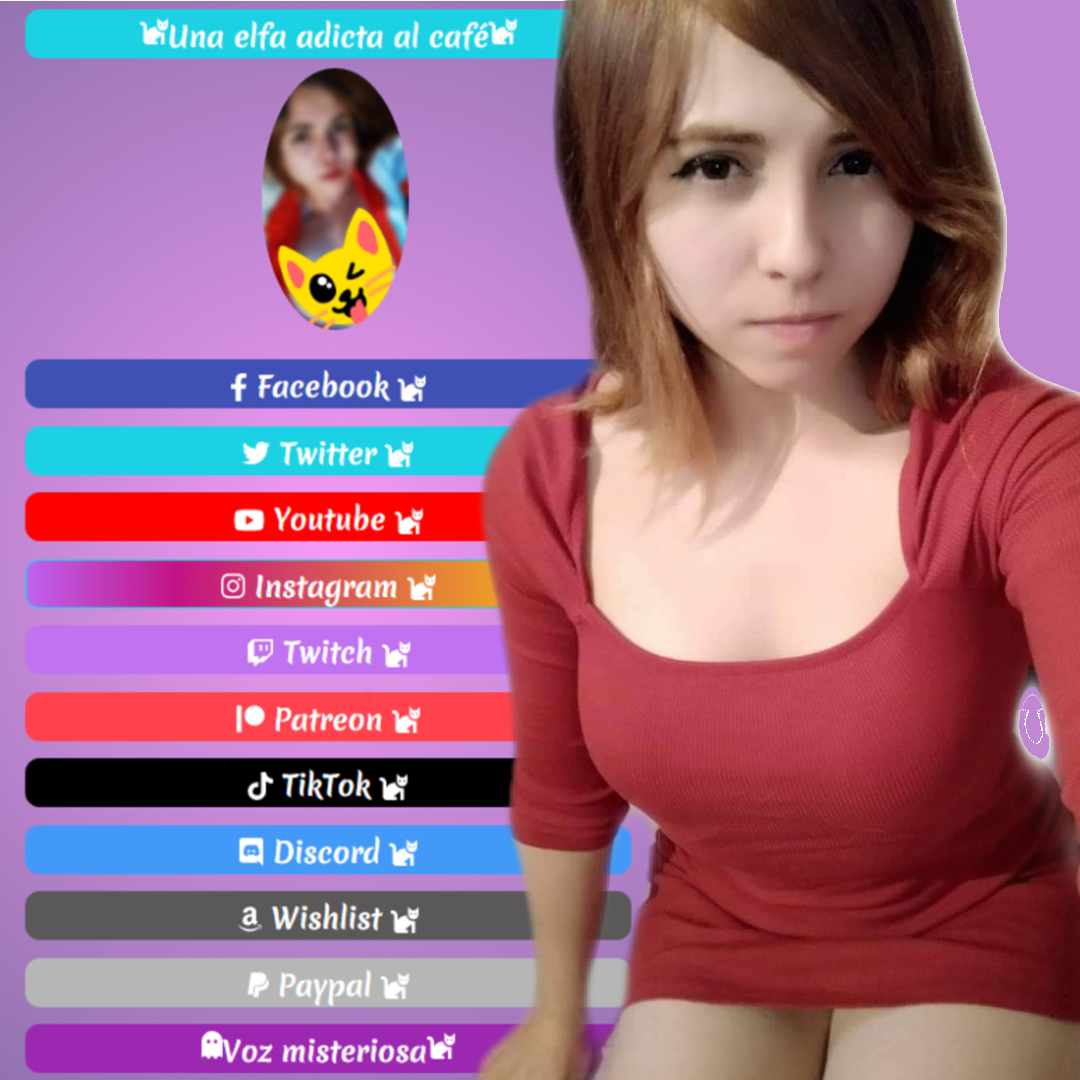 Una elfa adicta al café
Facebook
Twitter
Youtube
Instagram
Twitch
Patreon
TikTok
Discord
Wishlist
Paypal
Voz misteriosa